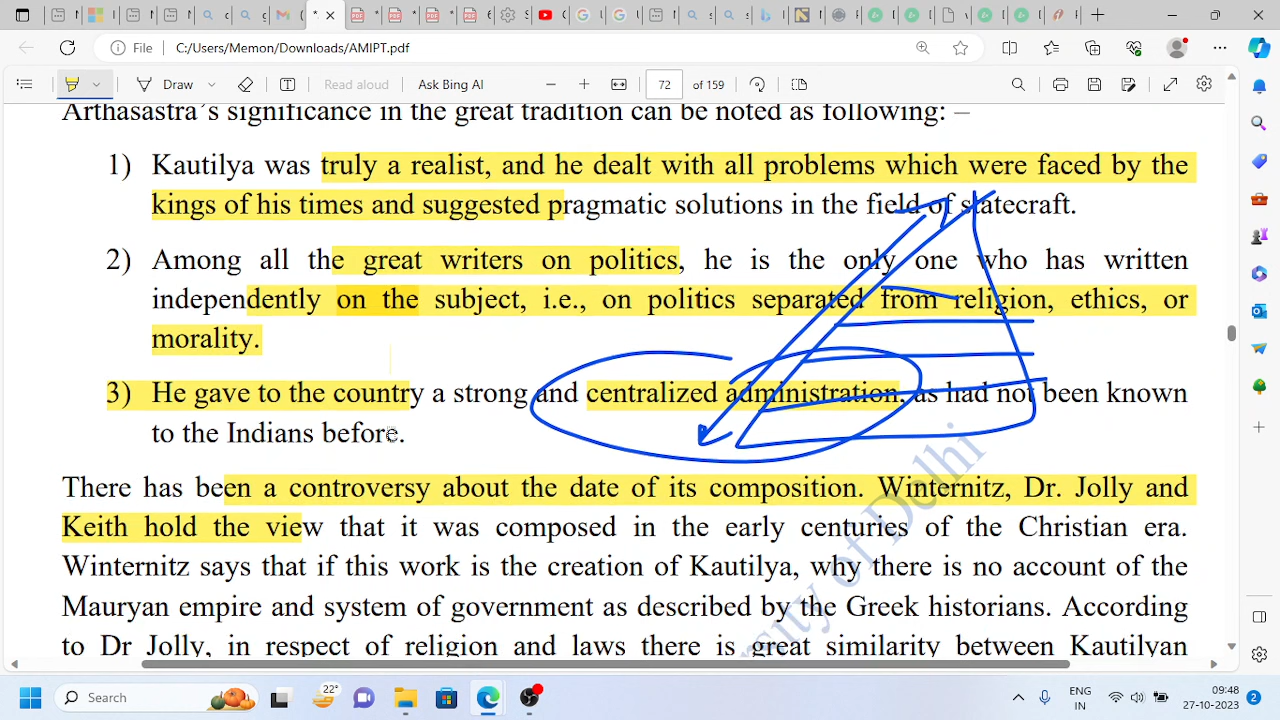 File C:/Users/Memon/Downloads/AMIPT.pdf
Draw Read aloud Ask Bing AI 72 of 159
Arthasastra's significance in the great tradition can be noted as following: –
1) Kautilya was truly a realist, and he dealt with all problems which were faced by the
kings of his times and suggested pragmatic solutions in the field of statecraft.
2) Among all the great writers on politics, he is the only one who has written
independently on the subject, i.e., on politics separated from religion, ethics, or
morality.
3) He gave to the country a strong and centralized administration, as had not been known
to the Indians before.
There has been a controversy about the date of its composition. Winternitz, Dr. Jolly and
Keith hold the view that it was composed in the early centuries of the Christian era.
Winternitz says that if this work is the creation of Kautilya, why there is no account of the
Mauryan empire and system of government as described by the Greek historians. According
to Dr Jolly, in respect of religion and laws there is great similarity between Kautilyan
ersity of Delhi
Search 22° ENG 09:48
IN 27-10-2023 2